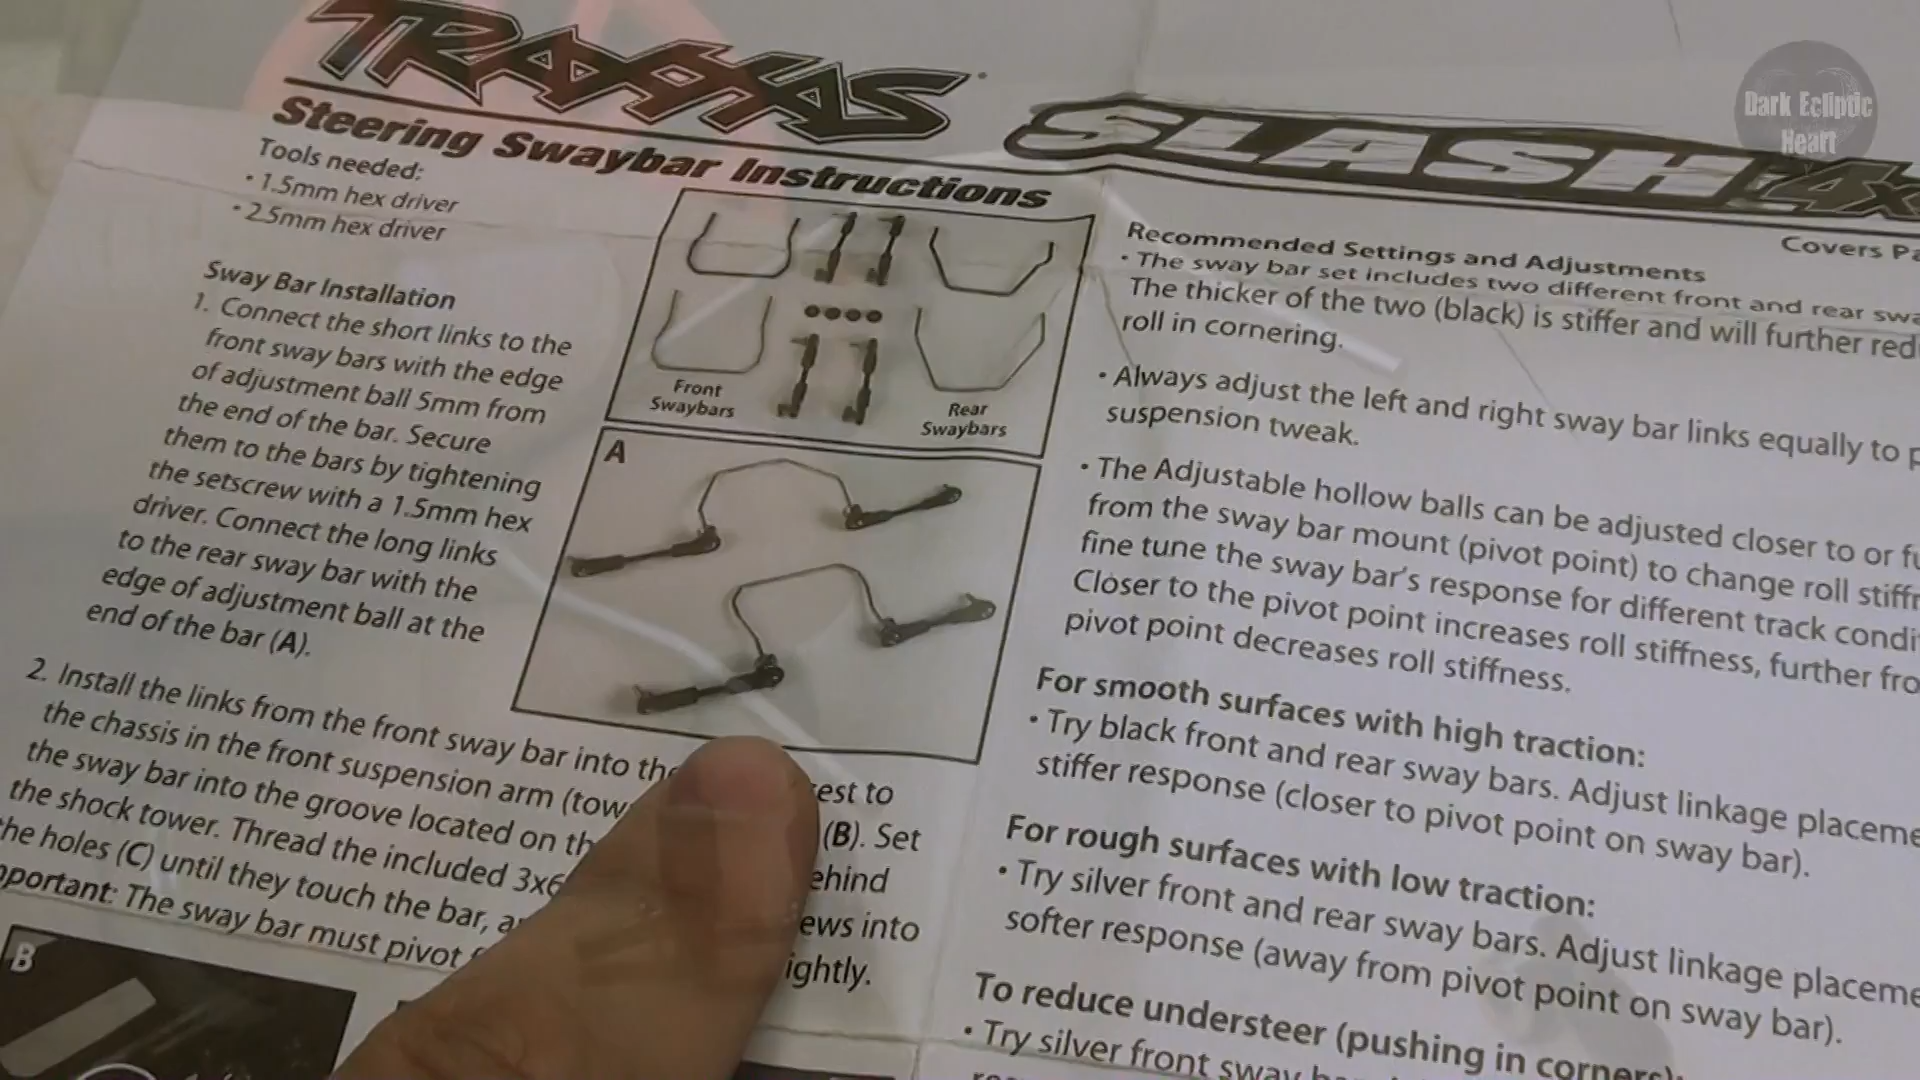 TRAXXAS
SLASH 4x
Dark Ecliptic
Heart
Steering Swaybar Instructions
Tools needed:
• 1.5mm hex driver
• 2.5mm hex driver
Sway Bar Installation
1. Connect the short links to the
front sway bars with the edge
of adjustment ball 5mm from
the end of the bar. Secure
them to the bars by tightening
the setscrew with a 1.5mm hex
driver. Connect the long links
to the rear sway bar with the
edge of adjustment ball at the
end of the bar (A).
Front
Swaybars
Rear
Swaybars
A
2. Install the links from the front sway bar into the est to
the chassis in the front suspension arm (tow (B). Set
the sway bar into the groove located on th ehind
the shock tower. Thread the included 3x6 ews into
the holes (C) until they touch the bar, a ightly.
mportant: The sway bar must pivot f
B
Covers Pa
Recommended Settings and Adjustments
• The sway bar set includes two different front and rear swa
The thicker of the two (black) is stiffer and will further red
roll in cornering.
• Always adjust the left and right sway bar links equally to p
suspension tweak.
• The Adjustable hollow balls can be adjusted closer to or fu
from the sway bar mount (pivot point) to change roll stiffn
fine tune the sway bar's response for different track condi
Closer to the pivot point increases roll stiffness, further fro
pivot point decreases roll stiffness.
For smooth surfaces with high traction:
• Try black front and rear sway bars. Adjust linkage placeme
stiffer response (closer to pivot point on sway bar).
For rough surfaces with low traction:
• Try silver front and rear sway bars. Adjust linkage placeme
softer response (away from pivot point on sway bar).
To reduce understeer (pushing in corners):
• Try silver front sway